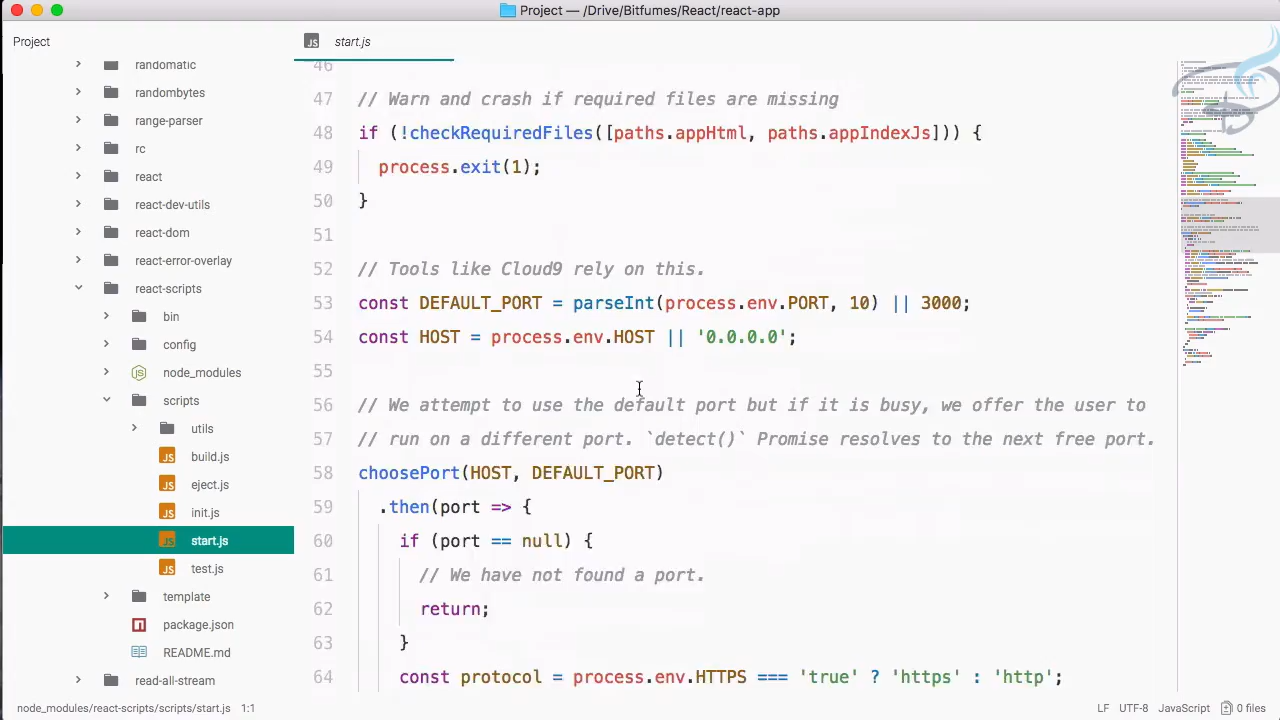 Project — /Drive/Bitfumes/React/react-app
Project
start.js
randomatic
randombytes
range-parser
rc
react
react-dev-utils
react-dom
react-error-overlay
react-scripts
bin
config
node_modules
scripts
utils
build.js
eject.js
init.js
start.js
test.js
template
package.json
README.md
read-all-stream
46
47 // Warn and crash if required files are missing
48 if (!checkRequiredFiles([paths.appHtml, paths.appIndexJs])) {
49 process.exit(1);
50
51
52 // Tools like Cloud9 rely on this.
53 const DEFAULT_PORT = parseInt(process.env.PORT, 10) || 3000;
54 const HOST = process.env.HOST || '0.0.0.0';
55
56 // We attempt to use the default port but if it is busy, we offer the user to
57 // run on a different port. `detect()` Promise resolves to the next free port.
58 choosePort(HOST, DEFAULT_PORT)
59 .then(port => {
60 if (port == null) {
61 // We have not found a port.
62 return;
63 }
64 const protocol = process.env.HTTPS === 'true' ? 'https' : 'http';
node_modules/react-scripts/scripts/start.js 1:1 LF UTF-8 JavaScript 0 files